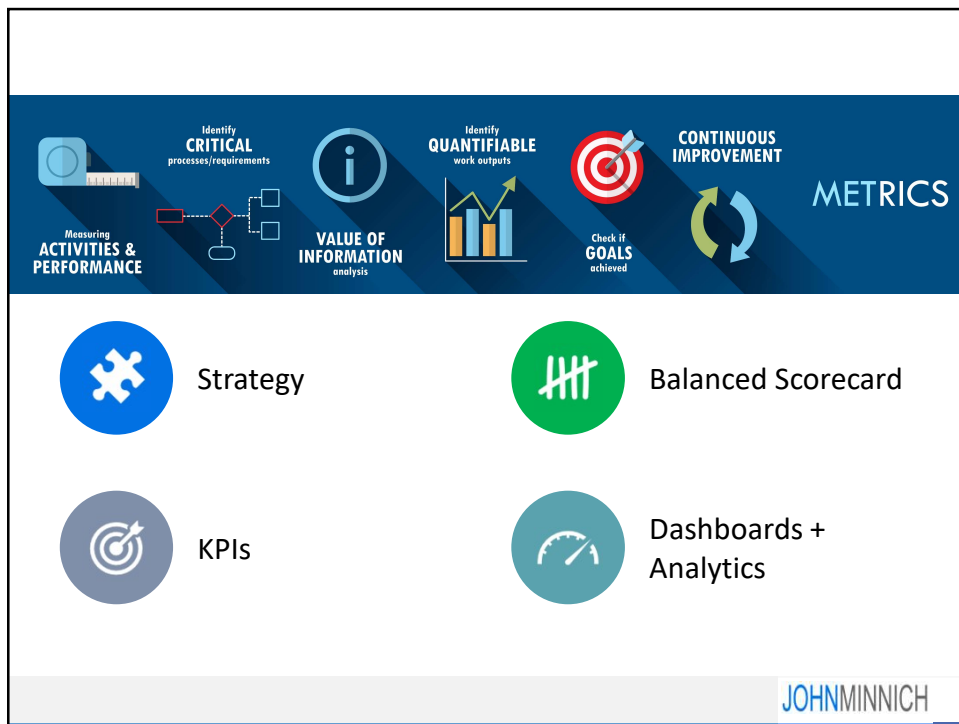 Measuring
ACTIVITIES &
PERFORMANCE
Identify
CRITICAL
processes/requirements
i
VALUE OF
INFORMATION
analysis
Identify
QUANTIFIABLE
work outputs
Check if
GOALS
achieved
CONTINUOUS
IMPROVEMENT
METRICS
Strategy
Balanced Scorecard
KPIs
Dashboards +
Analytics
JOHNMINNICH